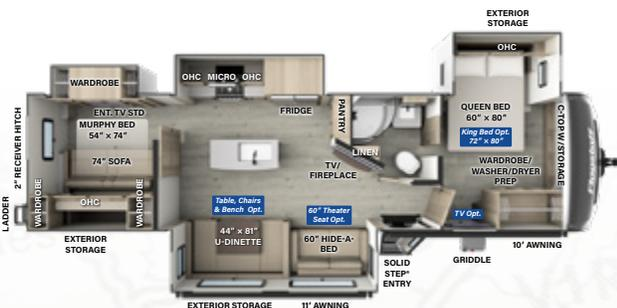 EXTERIOR
STORAGE
OHC
WARDROBE
OHC MICRO OHC
ENT. TV STD
MURPHY BED
54" x 74"
74" SOFA
FRIDGE
PANTRY
LINEN
QUEEN BED
60" x 80"
King Bed Opt.
72" x 80"
C-TOP W/STORAGE
2" RECEIVER HITCH
LADDER
WARDROBE
OHC
WARDROBE
TV/
FIREPLACE
WARDROBE/
WASHER/DRYER
PREP
Table, Chairs
& Bench Opt.
60" Theater
Seat Opt.
TV Opt.
44" x 81"
U-DINETTE
60" HIDE-A-
BED
EXTERIOR
STORAGE
SOLID
STEP®
ENTRY
GRIDDLE
10' AWNING
EXTERIOR STORAGE
11' AWNING